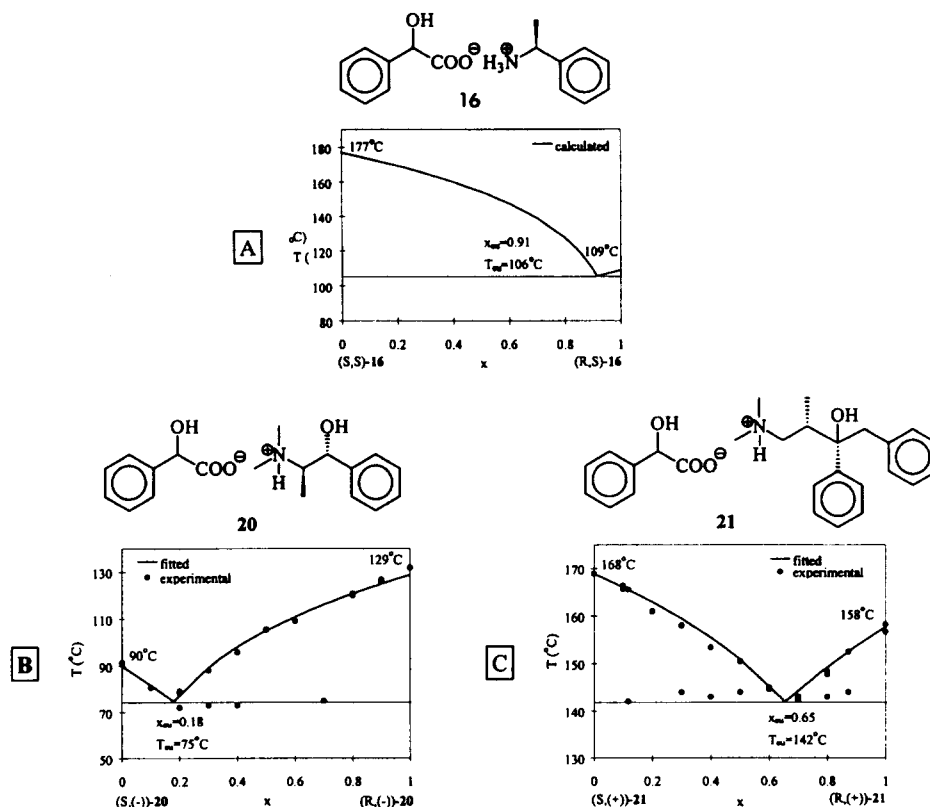 OH
COO⊖ H₃N⊕
16
177°C
calculated
180
160
140
120
100
80
A
°C)
T (
xeu=0.91
Teu=106°C
109°C
0 0.2 0.4 0.6 0.8 1
(S,S)-16 x (R,S)-16
OH
COO⊖
⊕
N
H
OH
20
fitted
experimental
129°C
90°C
130
110
90
70
50
B
T (°C)
xeu=0.18
Teu=75°C
0 0.2 0.4 0.6 0.8 1
(S,(-))-20 x (R,(-))-20
OH
COO⊖
⊕
N
H
OH
21
fitted
experimental
168°C
158°C
170
160
150
140
130
C
T (°C)
xeu=0.65
Teu=142°C
0 0.2 0.4 0.6 0.8 1
(S,(+))-21 x (R,(+))-21